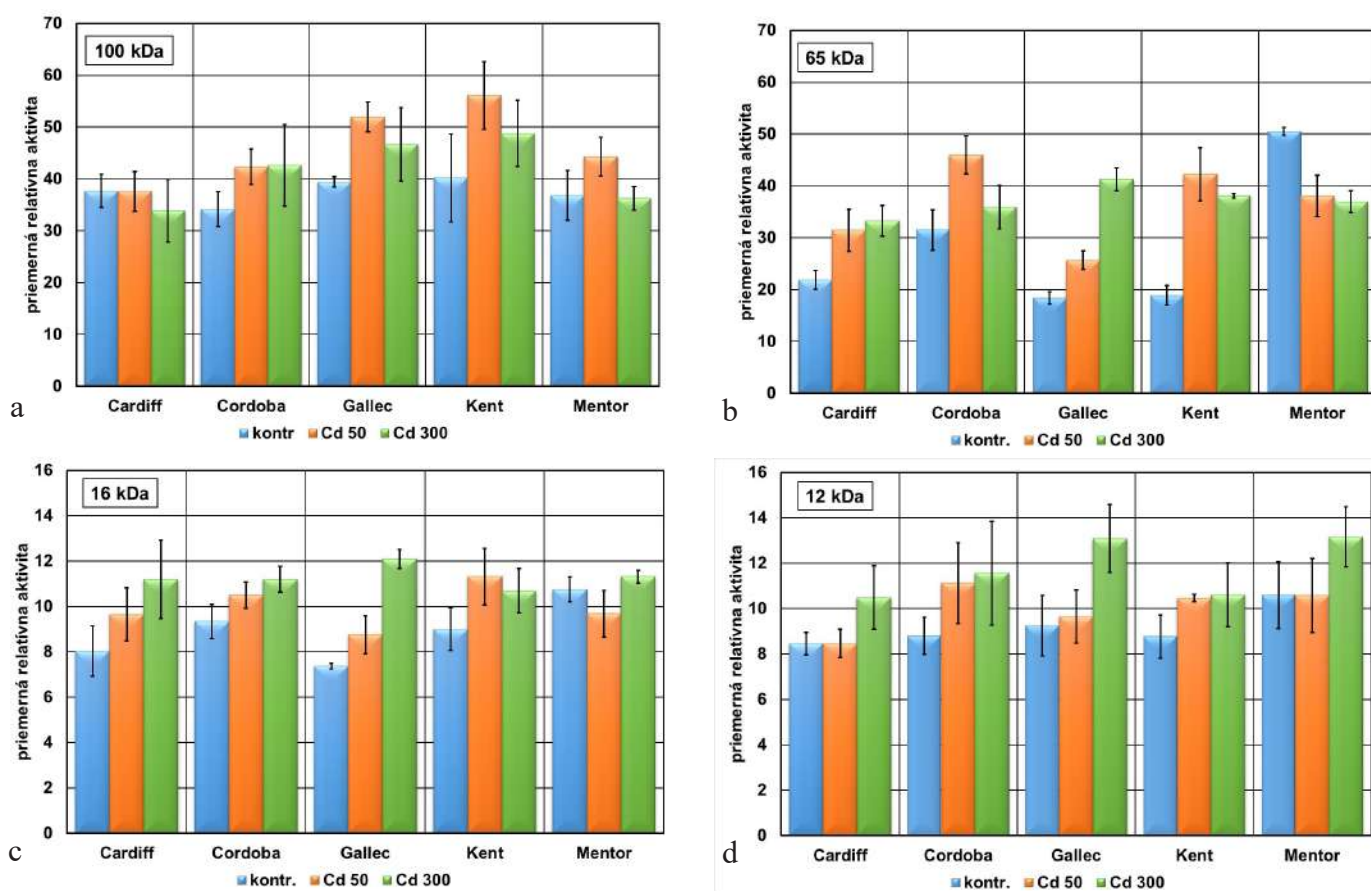 70
60
50
40
30
20
10
0
priemerná relatívna aktivita
100 kDa
Cardiff Cordoba Gallec Kent Mentor
kontr Cd 50 Cd 300
a
70
60
50
40
30
20
10
0
priemerná relatívna aktivita
65 kDa
Cardiff Cordoba Gallec Kent Mentor
kontr. Cd 50 Cd 300
b
16
14
12
10
8
6
4
2
0
priemerná relatívna aktivita
16 kDa
Cardiff Cordoba Gallec Kent Mentor
kontr. Cd 50 Cd 300
c
16
14
12
10
8
6
4
2
0
priemerná relatívna aktivita
12 kDa
Cardiff Cordoba Gallec Kent Mentor
kontr. Cd 50 Cd 300
d